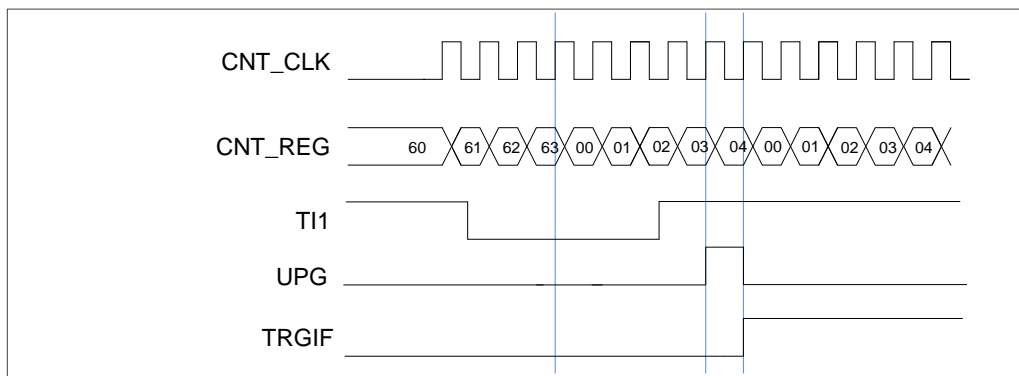 CNT_CLK
CNT_REG 60 61 62 63 00 01 02 03 04 00 01 02 03 04
TI1
UPG
TRGIF